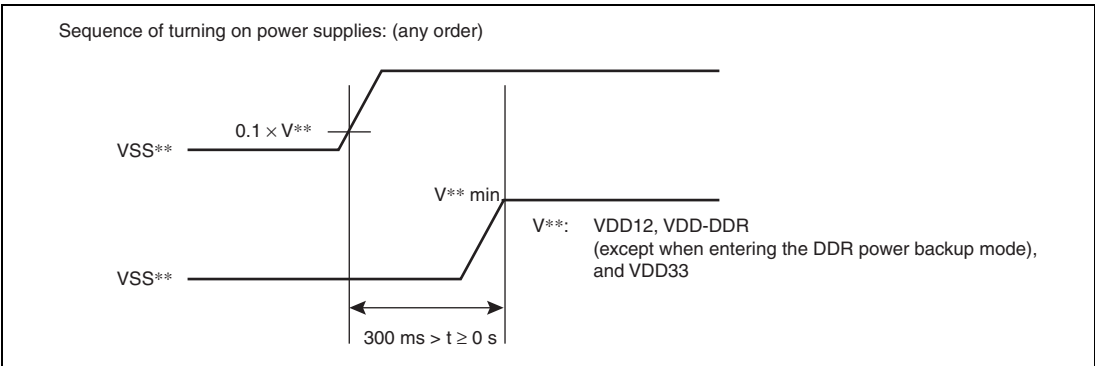 Sequence of turning on power supplies: (any order)
0.1 × V**
VSS**
V** min.
V**: VDD12, VDD-DDR
(except when entering the DDR power backup mode),
and VDD33
VSS**
300 ms > t ≥ 0 s